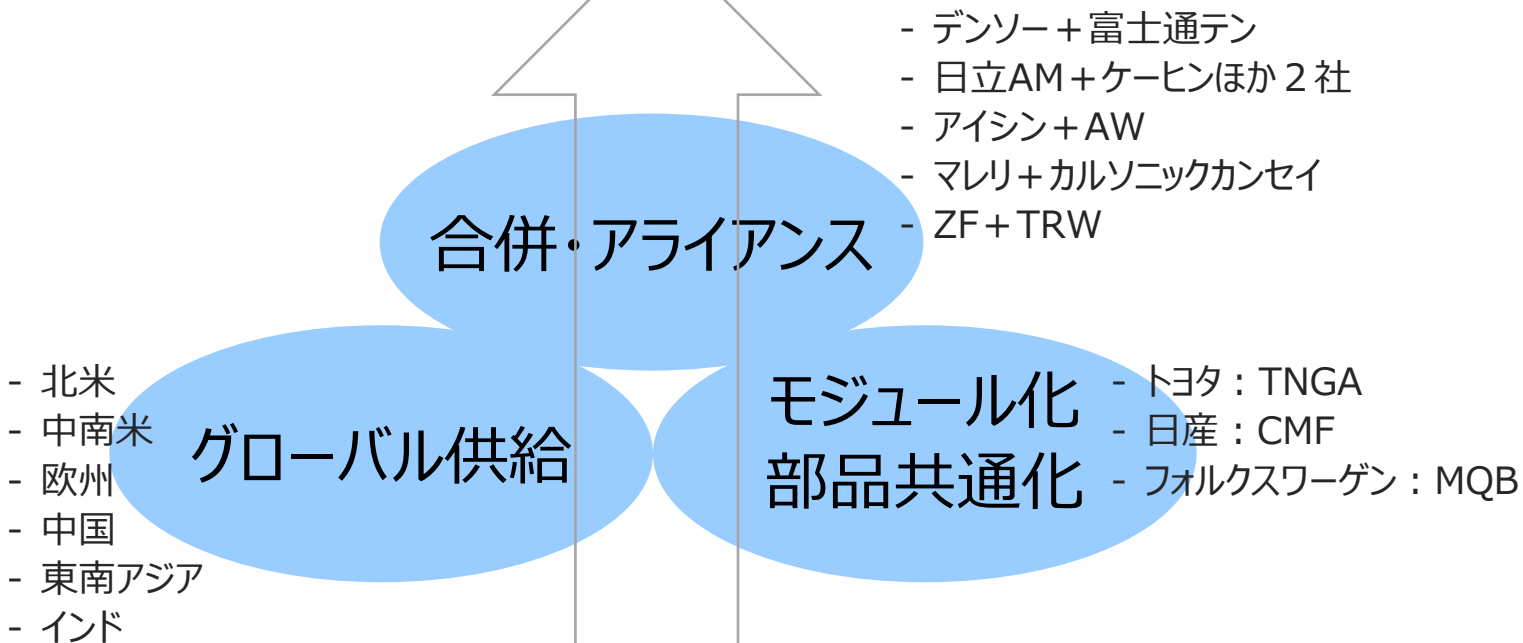 - デンソー+富士通テン
- 日立AM+ケーヒンほか2社
- アイシン+AW
- マレリ+カルソニックカンセイ
- ZF+TRW
合併・アライアンス
- 北米
- 中南米
- 欧州
- 中国
- 東南アジア
- インド
グローバル供給
モジュール化
部品共通化
- トヨタ:TNGA
- 日産:CMF
- フォルクスワーゲン:MQB